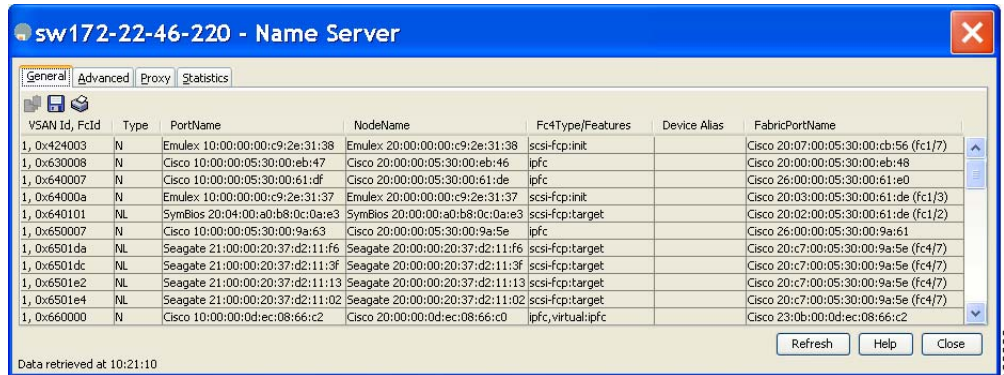 sw172-22-46-220 - Name Server
General Advanced Proxy Statistics
VSAN Id, FcId Type PortName NodeName Fc4Type/Features Device Alias FabricPortName
1, 0x424003 N Emulex 10:00:00:00:c9:2e:31:38 Emulex 20:00:00:00:c9:2e:31:38 scsi-fcp:init Cisco 20:07:00:05:30:00:cb:56 (fc1/7)
1, 0x630008 N Cisco 10:00:00:05:30:00:eb:47 Cisco 20:00:00:05:30:00:eb:46 ipfc Cisco 20:00:00:05:30:00:eb:48
1, 0x640007 N Cisco 10:00:00:05:30:00:61:df Cisco 20:00:00:05:30:00:61:de ipfc Cisco 26:00:00:05:30:00:61:e0
1, 0x64000a N Emulex 10:00:00:00:c9:2e:31:37 Emulex 20:00:00:00:c9:2e:31:37 scsi-fcp:init Cisco 20:03:00:05:30:00:61:de (fc1/3)
1, 0x640101 NL SymBios 20:04:00:a0:b8:0c:0a:e3 SymBios 20:00:00:a0:b8:0c:0a:e3 scsi-fcp:target Cisco 20:02:00:05:30:00:61:de (fc1/2)
1, 0x650007 N Cisco 10:00:00:05:30:00:9a:63 Cisco 20:00:00:05:30:00:9a:5e ipfc Cisco 26:00:00:05:30:00:9a:61
1, 0x6501da NL Seagate 21:00:00:20:37:d2:11:f6 Seagate 20:00:00:20:37:d2:11:f6 scsi-fcp:target Cisco 20:c7:00:05:30:00:9a:5e (fc4/7)
1, 0x6501dc NL Seagate 21:00:00:20:37:d2:11:3f Seagate 20:00:00:20:37:d2:11:3f scsi-fcp:target Cisco 20:c7:00:05:30:00:9a:5e (fc4/7)
1, 0x6501e2 NL Seagate 21:00:00:20:37:d2:11:13 Seagate 20:00:00:20:37:d2:11:13 scsi-fcp:target Cisco 20:c7:00:05:30:00:9a:5e (fc4/7)
1, 0x6501e4 NL Seagate 21:00:00:20:37:d2:11:02 Seagate 20:00:00:20:37:d2:11:02 scsi-fcp:target Cisco 20:c7:00:05:30:00:9a:5e (fc4/7)
1, 0x660000 N Cisco 10:00:00:0d:ec:08:66:c2 Cisco 20:00:00:0d:ec:08:66:c0 ipfc,virtual:ipfc Cisco 23:0b:00:0d:ec:08:66:c2
Refresh Help Close
Data retrieved at 10:21:10